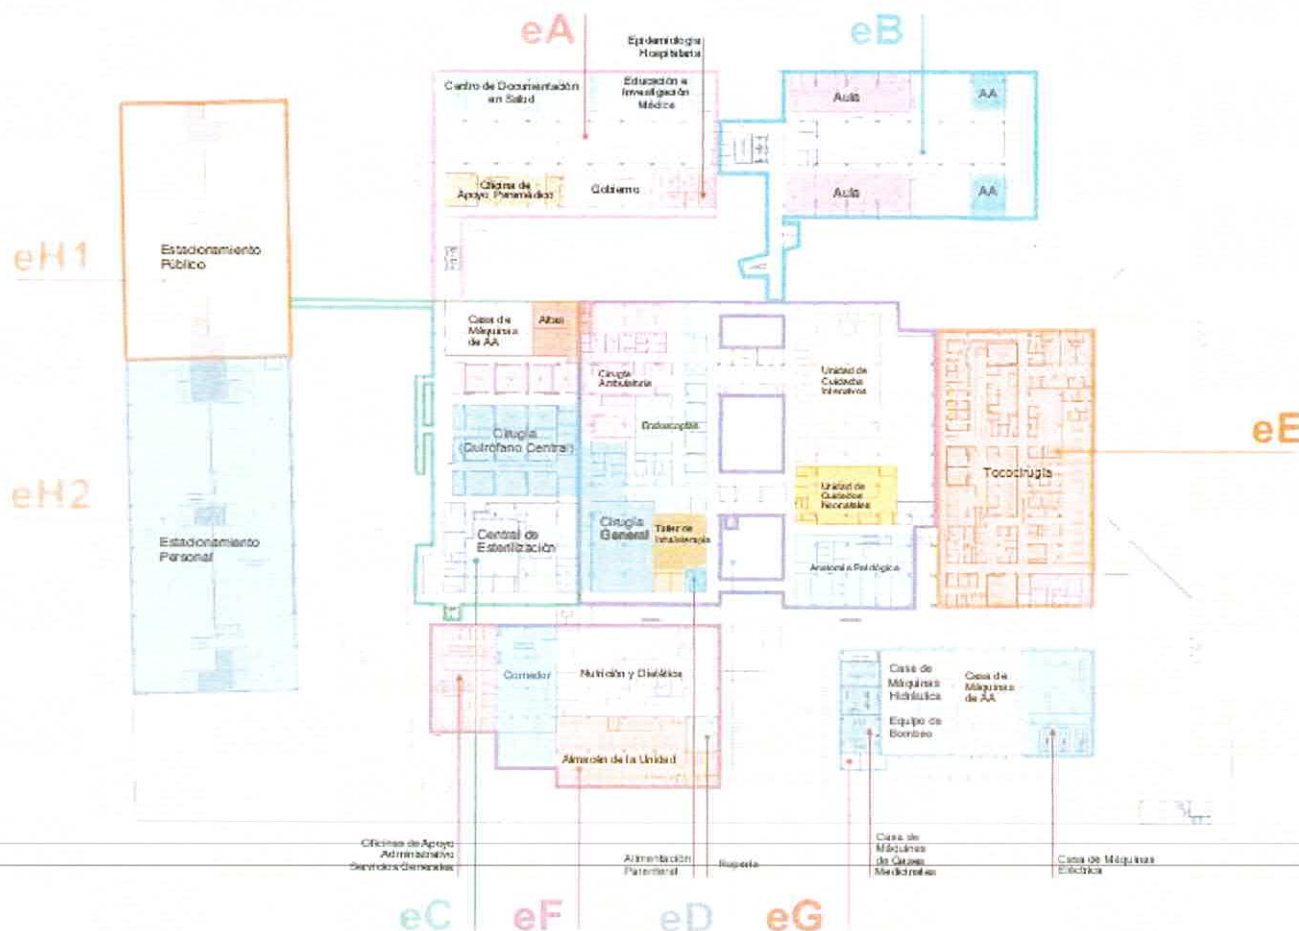 eA
eB
Epidemiología
Hospitalaria
Centro de Documentación
en Salud
Educación e
Investigación
Médica
Aula
AA
Oficina de
Apoyo Paramédico
Gobierno
Aula
AA
eH1
Estacionamiento
Público
Casa de
Máquinas
de AA
Altas
Cirugía
Ambulatoria
Unidad de
Cuidados
Intensivos
Endoscopias
Cirugía
(Quirófano Central)
eE
Tococirugía
eH2
Unidad de
Cuidados
Neonatales
Estacionamiento
Personal
Central de
Esterilización
Cirugía
General
Taller de
Inhaloterapia
Anatomía Patológica
Comedor
Nutrición y Dietética
Casa de
Máquinas
Hidráulica
Equipo de
Bombeo
Casa de
Máquinas
de AA
Almacén de la Unidad
Oficinas de Apoyo
Administrativo
Servicios Generales
Alimentación
Parenteral
Ropería
Casa de
Máquinas
de Gases
Medicinales
Casa de Máquinas
Eléctrica
eC
eF
eD
eG